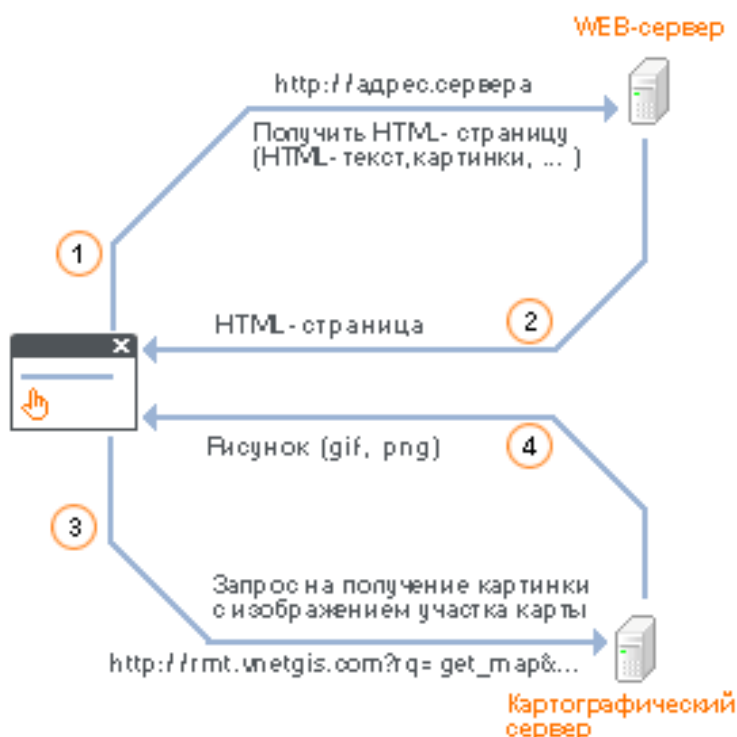 WEB-сервер
http://адрес.сервера
Получить HTML- страницу
(HTML- текст,картинки, ... )
1
HTML- страница
2
Рисунок (gif, png)
4
3
Запрос на получение картинки
с изображением участка карты
http://rmt.vnetgis.com?rq= get_map&...
Картографический
сервер